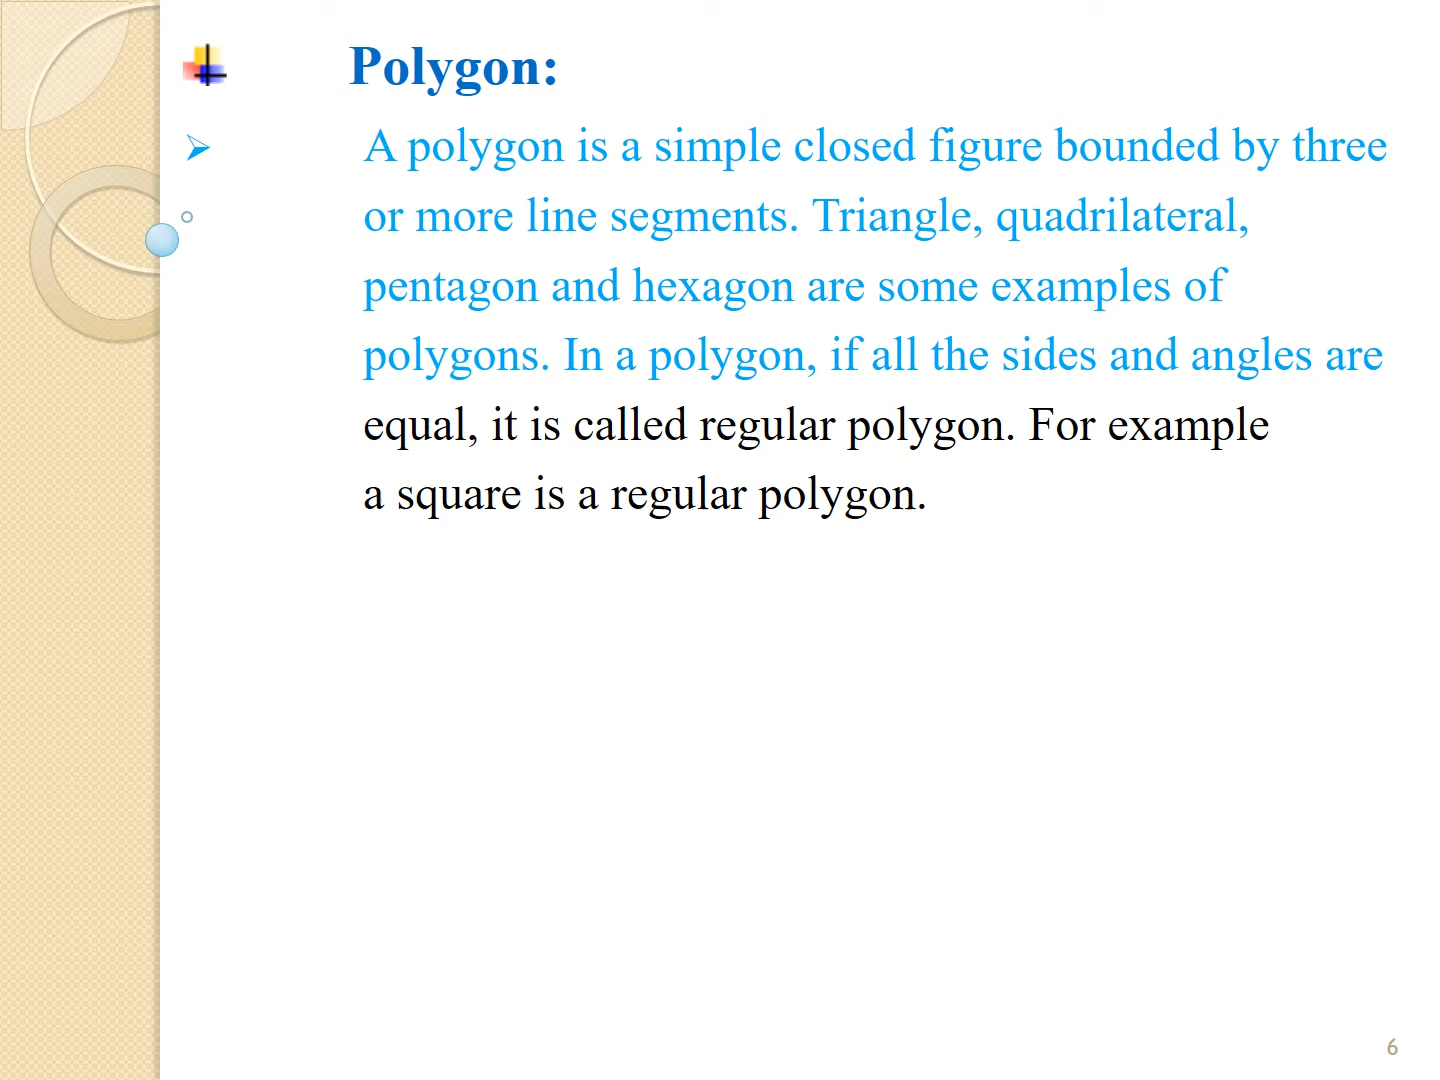 Polygon:
A polygon is a simple closed figure bounded by three
or more line segments. Triangle, quadrilateral,
pentagon and hexagon are some examples of
polygons. In a polygon, if all the sides and angles are
equal, it is called regular polygon. For example
a square is a regular polygon.
6